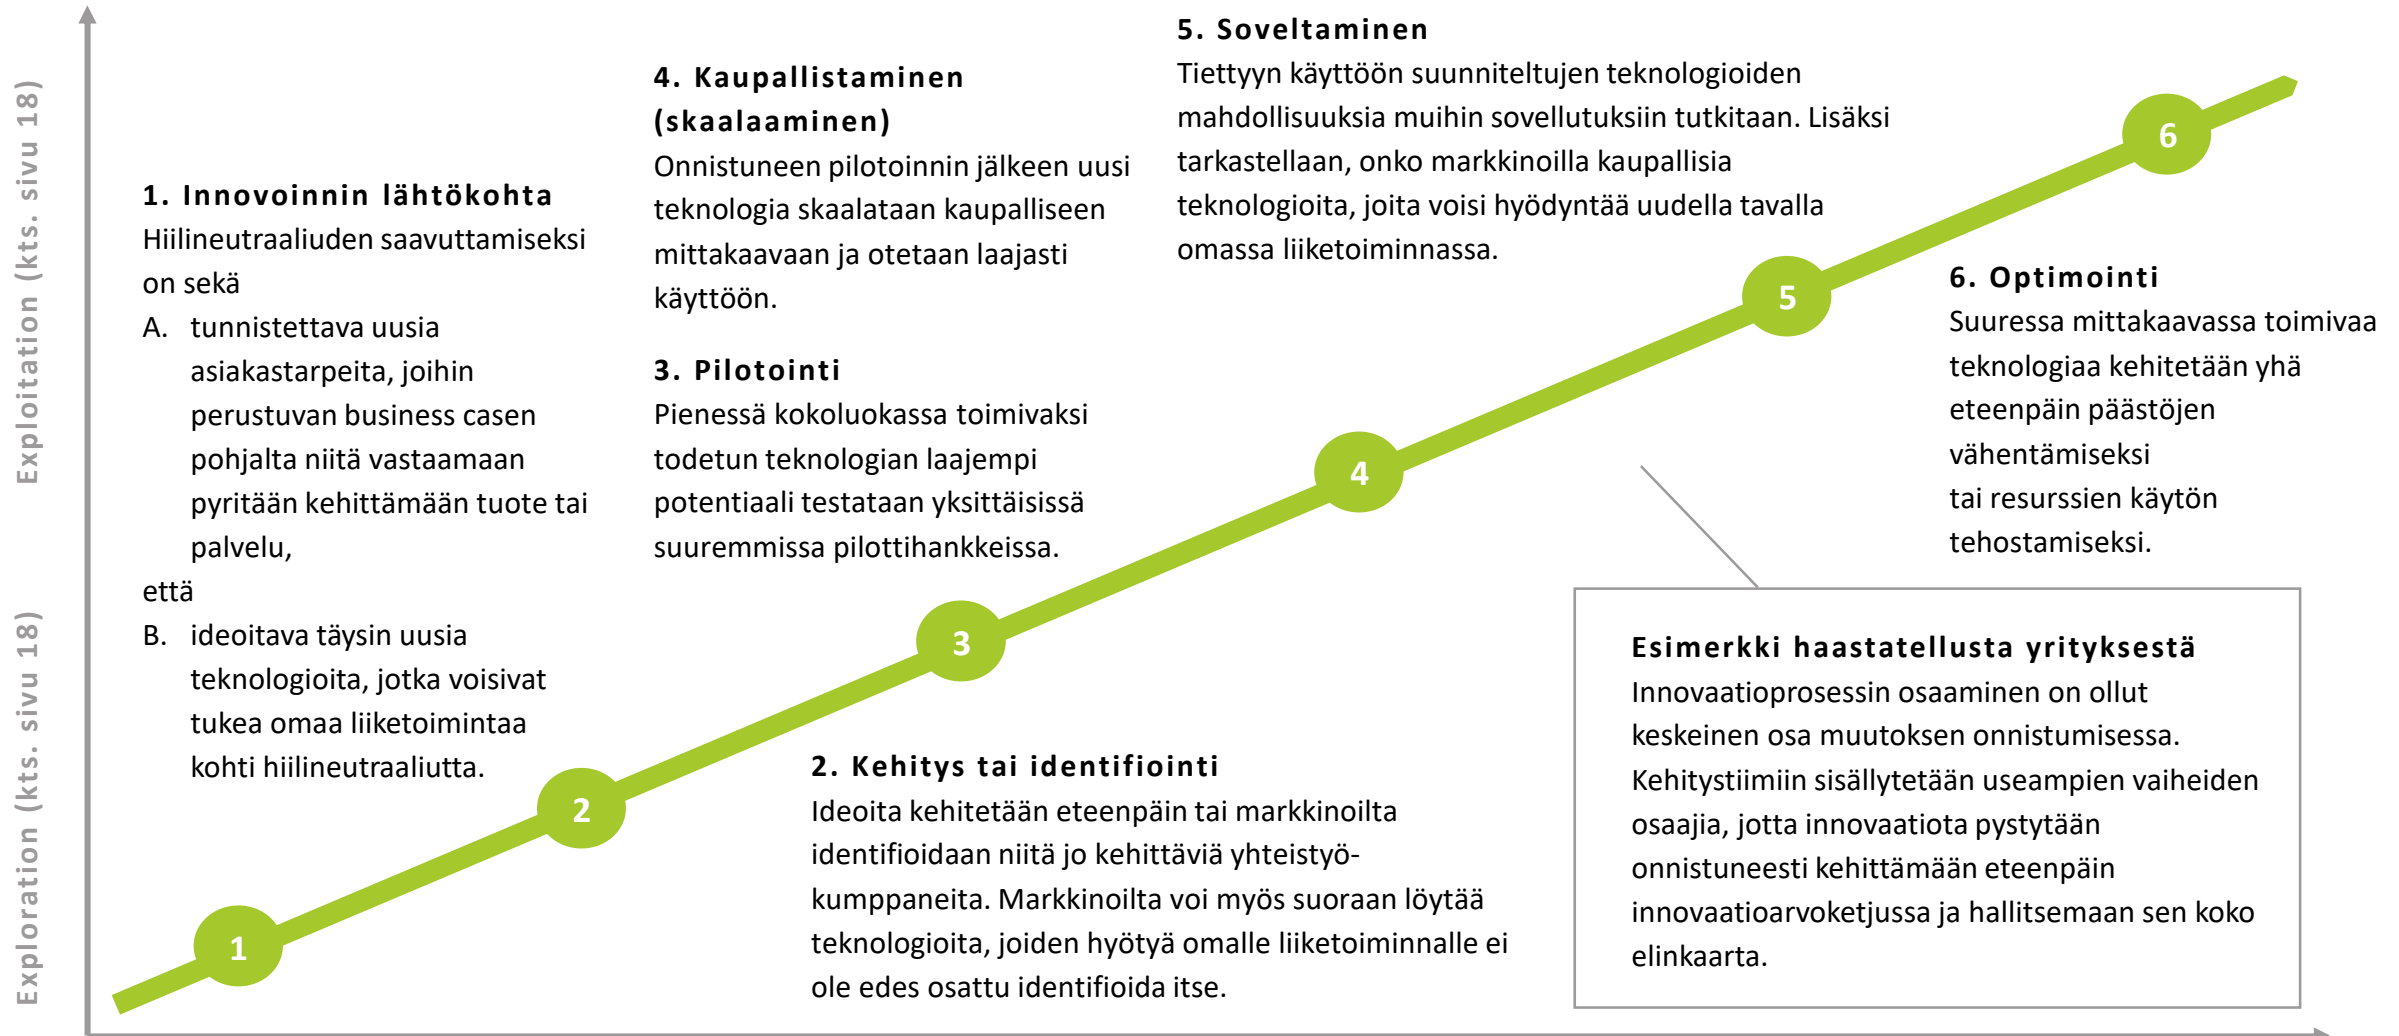 Exploitation (kts. sivu 18)
Exploration (kts. sivu 18)
1. Innovoinnin lähtökohta
Hiilineutraaliuden saavuttamiseksi
on sekä
A. tunnistettava uusia
asiakastarpeita, joihin
perustuvan business casen
pohjalta niitä vastaamaan
pyritään kehittämään tuote tai
palvelu,
että
B. ideoitava täysin uusia
teknologioita, jotka voisivat
tukea omaa liiketoimintaa
kohti hiilineutraaliutta.
4. Kaupallistaminen
(skaalaaminen)
Onnistuneen pilotoinnin jälkeen uusi
teknologia skaalataan kaupalliseen
mittakaavaan ja otetaan laajasti
käyttöön.
3. Pilotointi
Pienessä kokoluokassa toimivaksi
todetun teknologian laajempi
potentiaali testataan yksittäisissä
suuremmissa pilottihankkeissa.
5. Soveltaminen
Tiettyyn käyttöön suunniteltujen teknologioiden
mahdollisuuksia muihin sovellutuksiin tutkitaan. Lisäksi
tarkastellaan, onko markkinoilla kaupallisia
teknologioita, joita voisi hyödyntää uudella tavalla
omassa liiketoiminnassa.
6. Optimointi
Suuressa mittakaavassa toimivaa
teknologiaa kehitetään yhä
eteenpäin päästöjen
vähentämiseksi
tai resurssien käytön
tehostamiseksi.
2. Kehitys tai identifiointi
Ideoita kehitetään eteenpäin tai markkinoilta
identifioidaan niitä jo kehittäviä yhteistyö-
kumppaneita. Markkinoilta voi myös suoraan löytää
teknologioita, joiden hyötyä omalle liiketoiminnalle ei
ole edes osattu identifioida itse.
Esimerkki haastatellusta yrityksestä
Innovaatioprosessin osaaminen on ollut
keskeinen osa muutoksen onnistumisessa.
Kehitystiimiin sisällytetään useampien vaiheiden
osaajia, jotta innovaatiota pystytään
onnistuneesti kehittämään eteenpäin
innovaatioarvoketjussa ja hallitsemaan sen koko
elinkaarta.
1
2
3
4
5
6